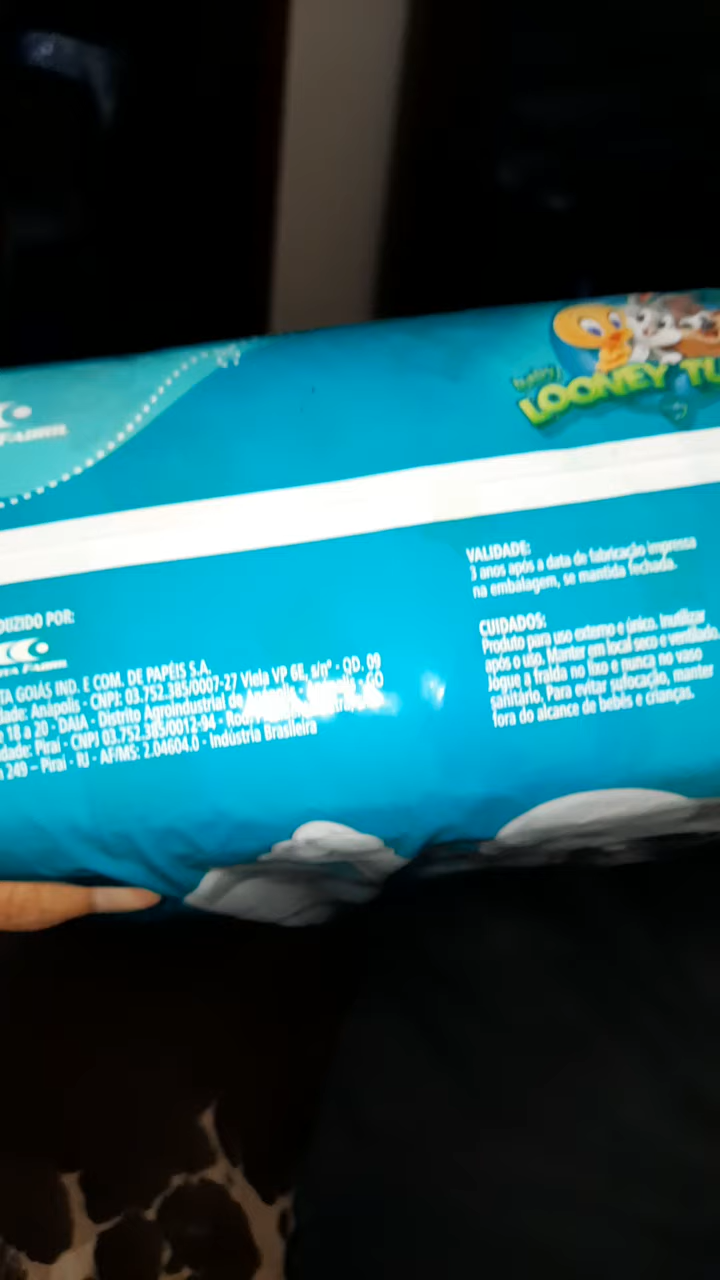 baby
LOONEY TU
DUZIDO POR:
TA GOIÁS IND. E COM. DE PAPÉIS S.A.
dade: Anápolis - CNPJ: 03.752.385/0007-27 Viela VP 6E, s/nº - QD. 09
e 18 a 20 - DAIA - Distrito Agroindustrial de Anápolis - GO
dade: Piraí - CNPJ 03.752.385/0012-94 -
249 – Piraí - RJ - AF/MS: 2.04604.0 - Indústria Brasileira
VALIDADE:
3 anos após a data de fabricação impressa
na embalagem, se mantida fechada.
CUIDADOS:
Produto para uso externo e único. Inutilizar
após o uso. Manter em local seco e ventilado.
Jogue a fralda no lixo e nunca no vaso
sanitário. Para evitar sufocação, manter
fora do alcance de bebês e crianças.